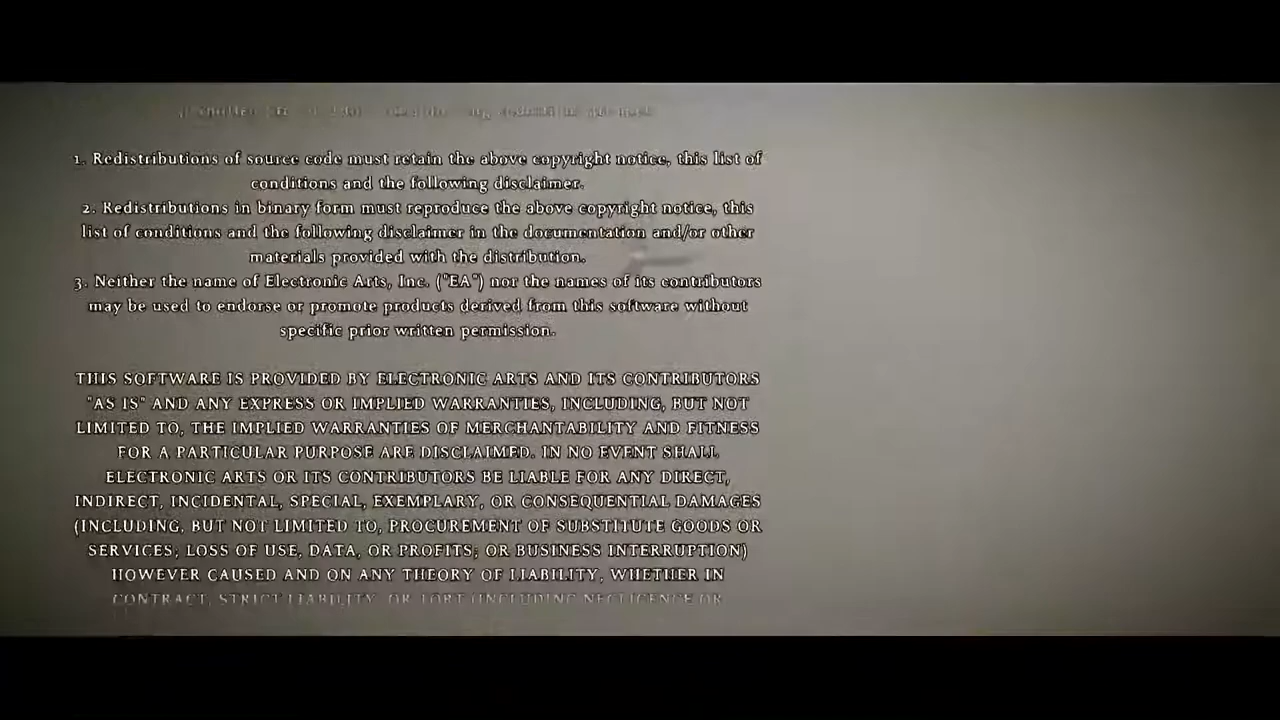 1. Redistributions of source code must retain the above copyright notice, this list of
conditions and the following disclaimer.
2. Redistributions in binary form must reproduce the above copyright notice, this
list of conditions and the following disclaimer in the documentation and/or other
materials provided with the distribution.
3. Neither the name of Electronic Arts, Inc. ("EA") nor the names of its contributors
may be used to endorse or promote products derived from this software without
specific prior written permission.
THIS SOFTWARE IS PROVIDED BY ELECTRONIC ARTS AND ITS CONTRIBUTORS
"AS IS" AND ANY EXPRESS OR IMPLIED WARRANTIES, INCLUDING, BUT NOT
LIMITED TO, THE IMPLIED WARRANTIES OF MERCHANTABILITY AND FITNESS
FOR A PARTICULAR PURPOSE ARE DISCLAIMED. IN NO EVENT SHALL
ELECTRONIC ARTS OR ITS CONTRIBUTORS BE LIABLE FOR ANY DIRECT,
INDIRECT, INCIDENTAL, SPECIAL, EXEMPLARY, OR CONSEQUENTIAL DAMAGES
(INCLUDING, BUT NOT LIMITED TO, PROCUREMENT OF SUBSTITUTE GOODS OR
SERVICES; LOSS OF USE, DATA, OR PROFITS; OR BUSINESS INTERRUPTION)
HOWEVER CAUSED AND ON ANY THEORY OF LIABILITY, WHETHER IN
CONTRACT, STRICT LIABILITY, OR TORT (INCLUDING NEGLIGENCE OR